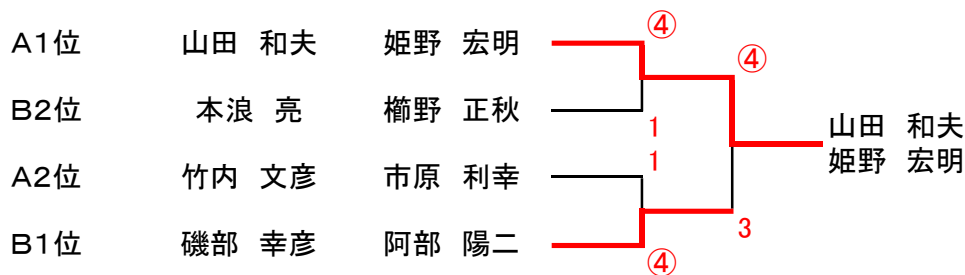 ④
A1位 山田 和夫 姫野 宏明
④
B2位 本浪 亮 櫛野 正秋
1
山田 和夫
姫野 宏明
1
A2位 竹内 文彦 市原 利幸
3
B1位 磯部 幸彦 阿部 陽二
④